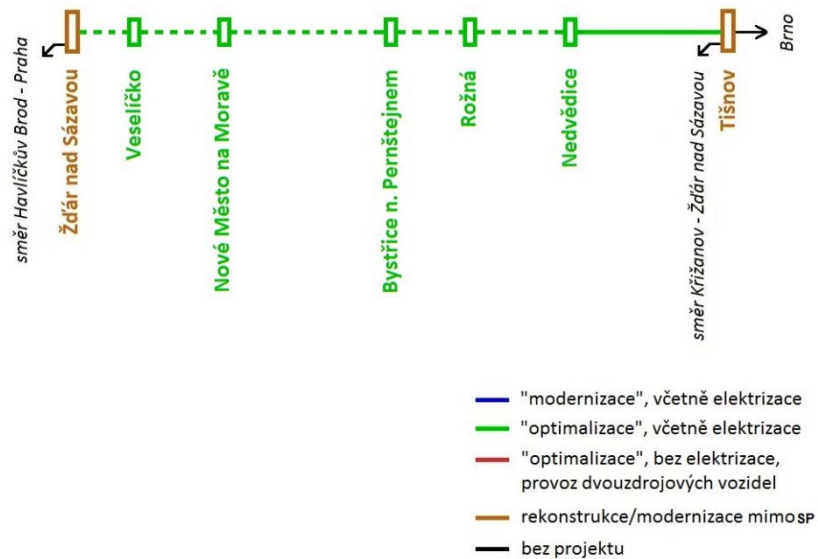 směr Havlíčkův Brod - Praha
Žďár nad Sázavou
Veselíčko
Nové Město na Moravě
Bystřice n. Pernštejnem
Rožná
Nedvědice
směr Křižanov - Žďár nad Sázavou
Tišnov
Brno
"modernizace", včetně elektrizace
"optimalizace", včetně elektrizace
"optimalizace", bez elektrizace,
provoz dvouzdrojových vozidel
rekonstrukce/modernizace mimo SP
bez projektu